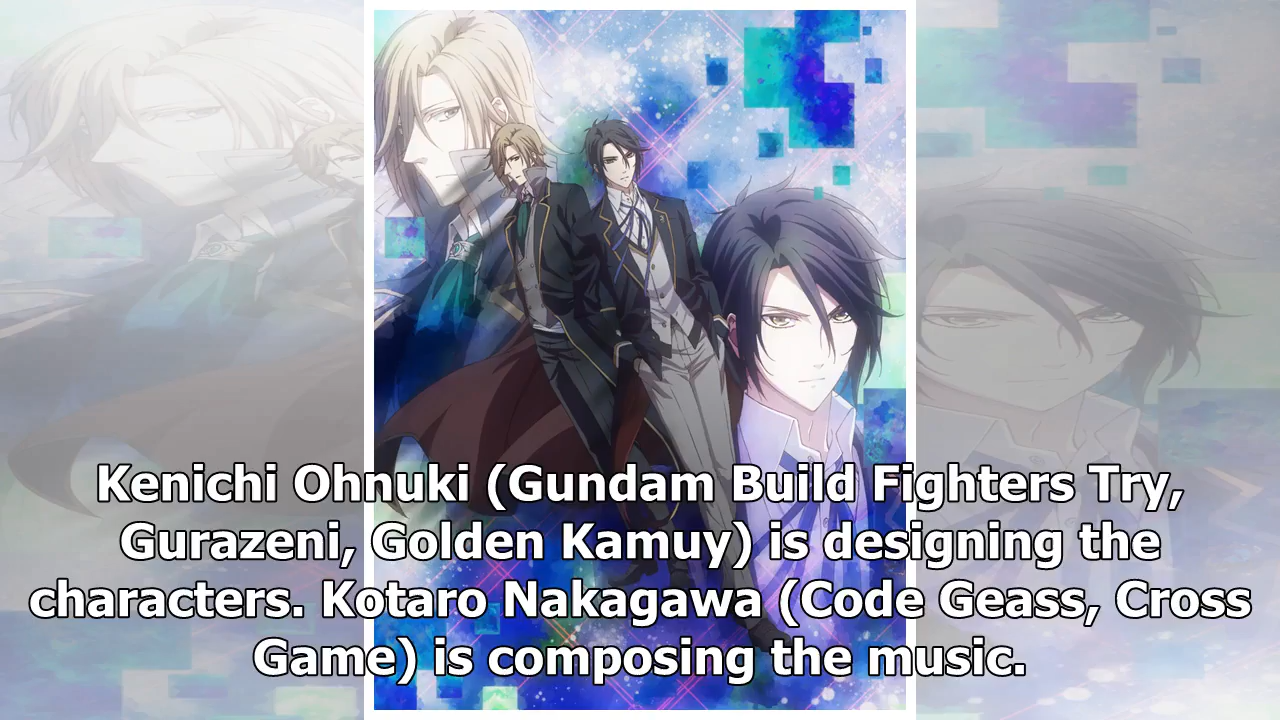 Kenichi Ohnuki (Gundam Build Fighters Try,
Gurazeni, Golden Kamuy) is designing the
characters. Kotaro Nakagawa (Code Geass, Cross
Game) is composing the music.